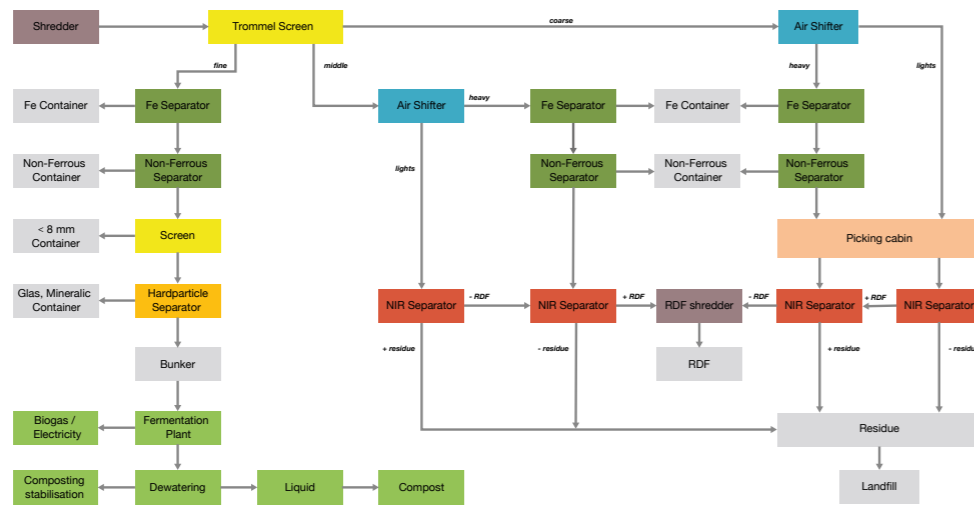 Shredder
Trommel Screen
coarse
Air Shifter
fine
middle
heavy
lights
Fe Container
Fe Separator
Air Shifter
heavy
Fe Separator
Fe Container
Fe Separator
Non-Ferrous
Container
Non-Ferrous
Separator
lights
Non-Ferrous
Separator
Non-Ferrous
Container
Non-Ferrous
Separator
< 8 mm
Container
Screen
Picking cabin
Glas, Mineralic
Container
Hardparticle
Separator
NIR Separator
- RDF
NIR Separator
+ RDF
RDF shredder
- RDF
NIR Separator
+ RDF
NIR Separator
+ residue
- residue
+ residue
- residu
Bunker
RDF
Biogas /
Electricity
Fermentation
Plant
Residue
Composting
stabilisation
Dewatering
Liquid
Compost
Landfill